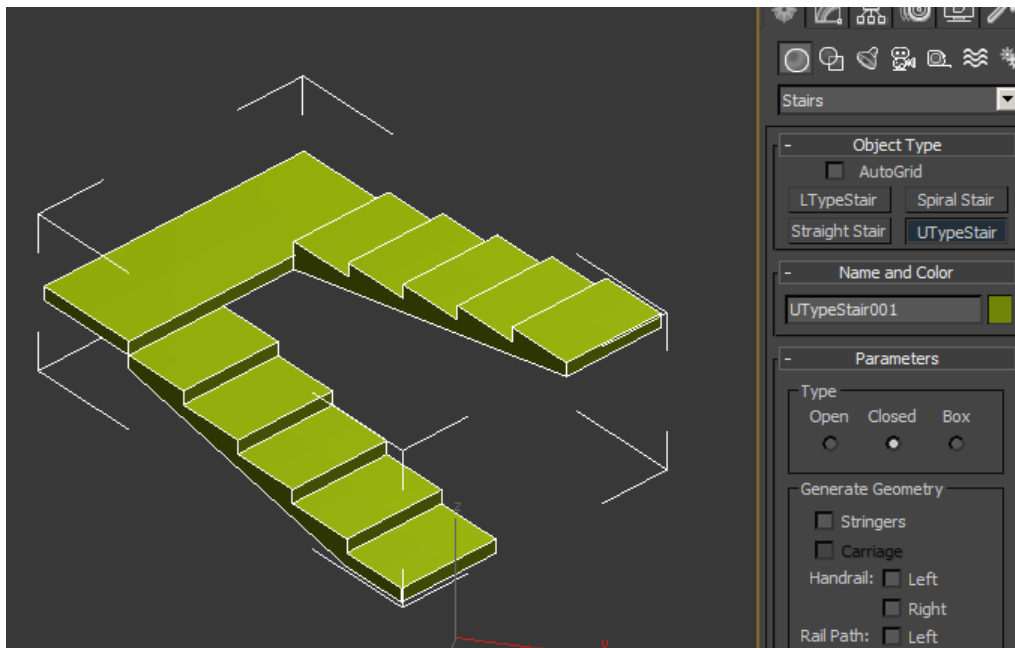 Stairs
- Object Type
AutoGrid
LTypeStair Spiral Stair
Straight Stair UTypeStair
- Name and Color
UTypeStair001
- Parameters
Type
Open Closed Box
Generate Geometry
Stringers
Carriage
Handrail: Left
Right
Rail Path: Left
z